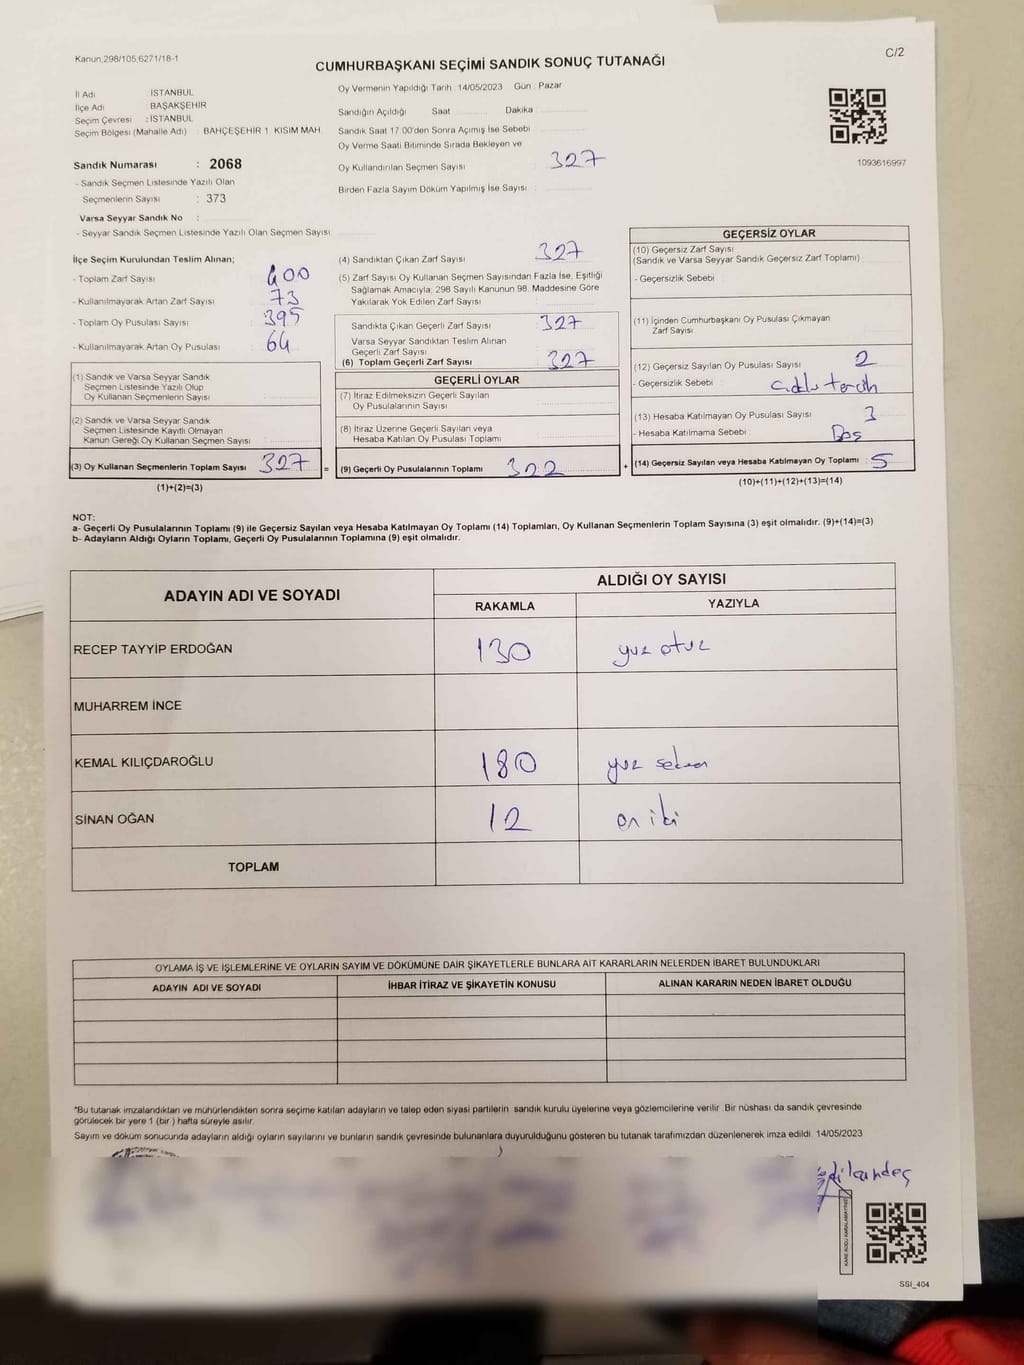 Kanun;298/105;6271/18-1
C/2
CUMHURBAŞKANI SEÇİMİ SANDIK SONUÇ TUTANAĞI
İl Adı : İSTANBUL
İlçe Adı : BAŞAKŞEHİR
Seçim Çevresi : İSTANBUL
Seçim Bölgesi (Mahalle Adı) : BAHÇEŞEHİR 1. KISIM MAH.
Sandık Numarası : 2068
- Sandık Seçmen Listesinde Yazılı Olan
Seçmenlerin Sayısı : 373
Varsa Seyyar Sandık No :
- Seyyar Sandık Seçmen Listesinde Yazılı Olan Seçmen Sayısı:
Oy Vermenin Yapıldığı Tarih: 14/05/2023 Gün : Pazar
Sandığın Açıldığı Saat Dakika
Sandık Saat 17.00'den Sonra Açımış İse Sebebi
Oy Verme Saati Bitiminde Sırada Bekleyen ve
Oy Kullandırılan Seçmen Sayısı : 327
Birden Fazla Sayım Döküm Yapılmış İse Sayısı :
1093616997
İlçe Seçim Kurulundan Teslim Alınan;
- Toplam Zarf Sayısı : 400
- Kullanılmayarak Artan Zarf Sayısı : 73
- Toplam Oy Pusulası Sayısı : 395
- Kullanılmayarak Artan Oy Pusulası : 64
(1) Sandık ve Varsa Seyyar Sandık
Seçmen Listesinde Yazılı Olup
Oy Kullanan Seçmenlerin Sayısı :
(2) Sandık ve Varsa Seyyar Sandık
Seçmen Listesinde Kayıtlı Olmayan
Kanun Gereği Oy Kullanan Seçmen Sayısı :
(3) Oy Kullanan Seçmenlerin Toplam Sayısı : 327 =
(1)+(2)=(3)
(4) Sandıktan Çıkan Zarf Sayısı : 327
(5) Zarf Sayısı Oy Kullanan Seçmen Sayısından Fazla İse, Eşitliği
Sağlamak Amacıyla; 298 Sayılı Kanunun 98. Maddesine Göre
Yakılarak Yok Edilen Zarf Sayısı :
Sandıkta Çıkan Geçerli Zarf Sayısı : 327
Varsa Seyyar Sandıktan Teslim Alınan
Geçerli Zarf Sayısı :
(6) Toplam Geçerli Zarf Sayısı : 327
GEÇERLİ OYLAR
(7) İtiraz Edilmeksizin Geçerli Sayılan
Oy Pusulalarının Sayısı :
(8) İtiraz Üzerine Geçerli Sayılan veya
Hesaba Katılan Oy Pusulası Toplamı :
(9) Geçerli Oy Pusulalarının Toplamı : 322 +
GEÇERSİZ OYLAR
(10) Geçersiz Zarf Sayısı
(Sandık ve Varsa Seyyar Sandık Geçersiz Zarf Toplamı) :
- Geçersizlik Sebebi :
(11) İçinden Cumhurbaşkanı Oy Pusulası Çıkmayan
Zarf Sayısı :
(12) Geçersiz Sayılan Oy Pusulası Sayısı : 2
- Geçersizlik Sebebi : tercih
(13) Hesaba Katılmayan Oy Pusulası Sayısı : 3
- Hesaba Katılmama Sebebi : Boş
(14) Geçersiz Sayılan veya Hesaba Katılmayan Oy Toplamı : 5
(10)+(11)+(12)+(13)=(14)
NOT:
a- Geçerli Oy Pusulalarının Toplamı (9) ile Geçersiz Sayılan veya Hesaba Katılmayan Oy Toplamı (14) Toplamları, Oy Kullanan Seçmenlerin Toplam Sayısına (3) eşit olmalıdır. (9)+(14)=(3)
b- Adayların Aldığı Oyların Toplamı, Geçerli Oy Pusulalarının Toplamına (9) eşit olmalıdır.
ADAYIN ADI VE SOYADI ALDIĞI OY SAYISI
RAKAMLA YAZIYLA
RECEP TAYYİP ERDOĞAN 130 yüz otuz
MUHARREM İNCE
KEMAL KILIÇDAROĞLU 180 yüz seksen
SİNAN OĞAN 12 on iki
TOPLAM
OYLAMA İŞ VE İŞLEMLERİNE VE OYLARIN SAYIM VE DÖKÜMÜNE DAİR ŞİKAYETLERLE BUNLARA AİT KARARLARIN NELERDEN İBARET BULUNDUKLARI
ADAYIN ADI VE SOYADI İHBAR İTİRAZ VE ŞİKAYETİN KONUSU ALINAN KARARIN NEDEN İBARET OLDUĞU
*Bu tutanak imzalandıktan ve mühürlendikten sonra seçime katılan adayların ve talep eden siyasi partilerin sandık kurulu üyelerine veya gözlemcilerine verilir. Bir nüshası da sandık çevresinde
görülecek bir yere 1 (bir ) hafta süreyle asılır.
Sayım ve döküm sonucunda adayların aldığı oyların sayılarını ve bunların sandık çevresinde bulunanlara duyurulduğunu gösteren bu tutanak tarafımızdan düzenlenerek imza edildi. 14/05/2023
KARE KODU KARALAMAYINIZ
SSI_404